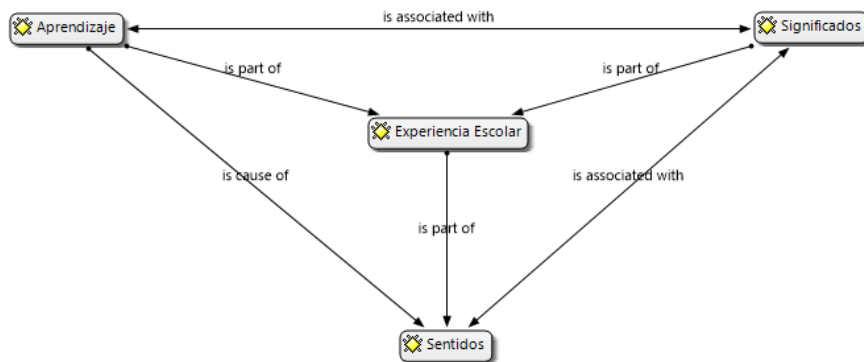 is associated with
Aprendizaje
Significados
is part of
is part of
Experiencia Escolar
is cause of
is associated with
is part of
Sentidos